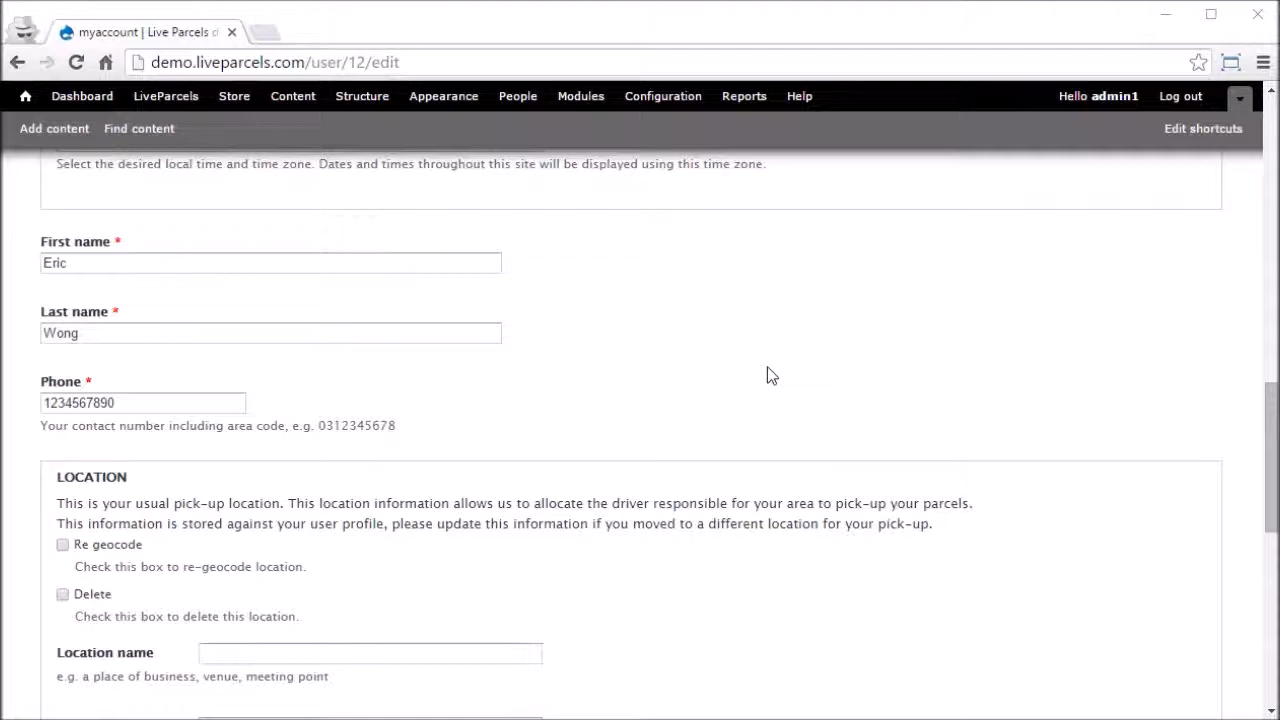 myaccount | Live Parcels d
demo.liveparcels.com/user/12/edit
Dashboard LiveParcels Store Content Structure Appearance People Modules Configuration Reports Help Hello admin1 Log out
Add content Find content Edit shortcuts
Select the desired local time and time zone. Dates and times throughout this site will be displayed using this time zone.
First name *
Eric
Last name *
Wong
Phone *
1234567890
Your contact number including area code, e.g. 0312345678
LOCATION
This is your usual pick-up location. This location information allows us to allocate the driver responsible for your area to pick-up your parcels.
This information is stored against your user profile, please update this information if you moved to a different location for your pick-up.
Re geocode
Check this box to re-geocode location.
Delete
Check this box to delete this location.
Location name
e.g. a place of business, venue, meeting point